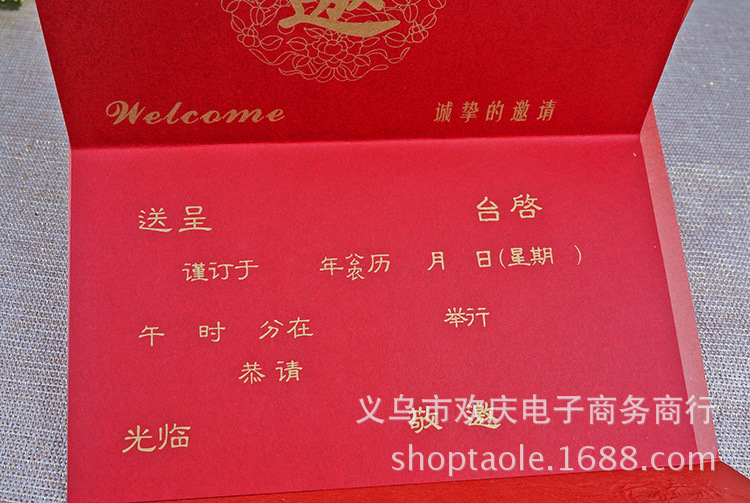 邀
Welcome 诚挚的邀请
送呈 台启
谨订于 年公农历 月 日(星期 )
午 时 分在 举行
恭请
光临 敬邀
义乌市欢庆电子商务商行
shoptaole.1688.com